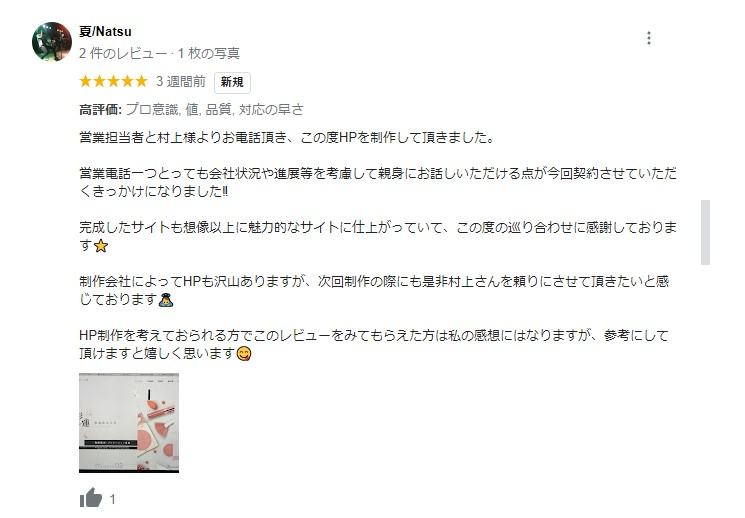 夏/Natsu
2 件のレビュー · 1 枚の写真
★★★★★ 3 週間前 新規
高評価: プロ意識, 値, 品質, 対応の早さ
営業担当者と村上様よりお電話頂き、この度HPを制作して頂きました。
営業電話一つとっても会社状況や進展等を考慮して親身にお話しいただける点が今回契約させていただ
くきっかけになりました‼
完成したサイトも想像以上に魅力的なサイトに仕上がっていて、この度の巡り合わせに感謝しておりま
す⭐
制作会社によってHPも沢山ありますが、次回制作の際にも是非村上さんを頼りにさせて頂きたいと感
じております🙇
HP制作を考えておられる方でこのレビューをみてもらえた方は私の感想にはなりますが、参考にして
頂けますと嬉しく思います😋
1